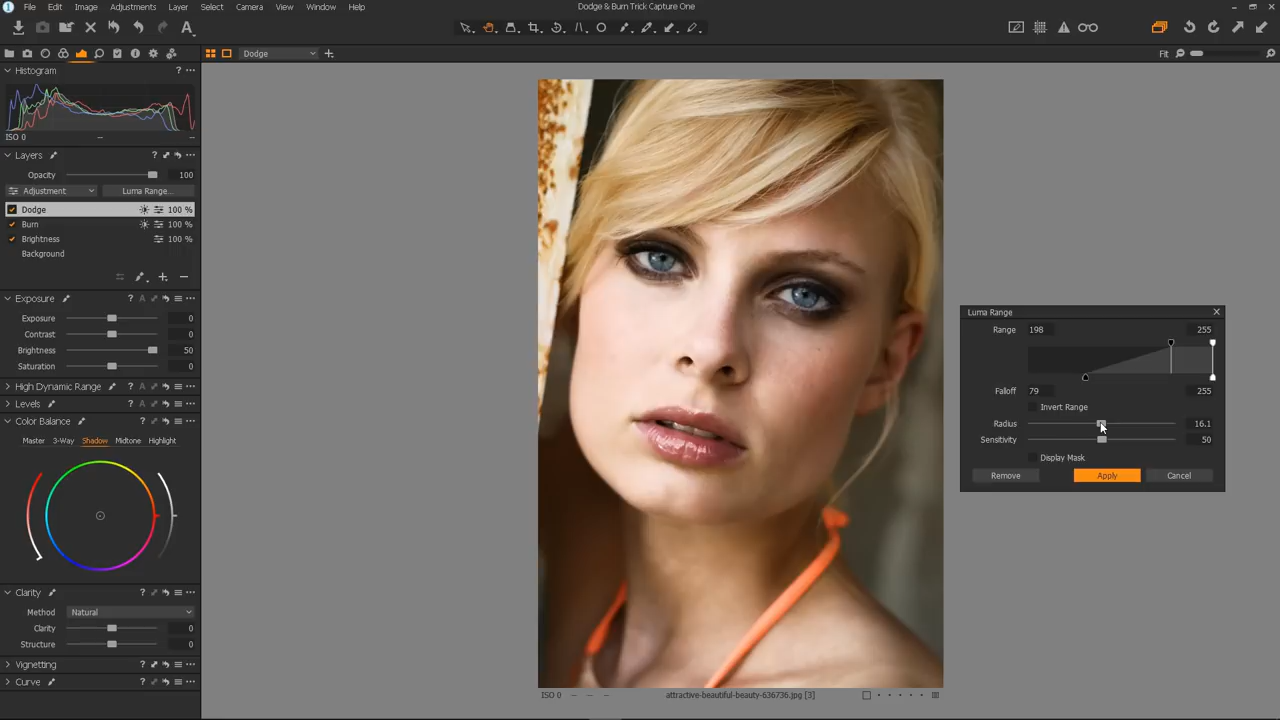 Dodge & Burn Trick Capture One
File Edit Image Adjustments Layer Select Camera View Window Help
Dodge
Fit
Histogram
ISO 0 --
Layers
Opacity 100
Adjustment Luma Range...
Dodge 100 %
Burn 100 %
Brightness 100 %
Background
Exposure
Exposure 0
Contrast 0
Brightness 50
Saturation 0
High Dynamic Range
Levels
Color Balance
Master 3-Way Shadow Midtone Highlight
Clarity
Method Natural
Clarity 0
Structure 0
Vignetting
Curve
Luma Range
Range 198 255
Falloff 79 255
Invert Range
Radius 16.1
Sensitivity 50
Display Mask
Remove Apply Cancel
ISO 0 -- -- -- attractive-beautiful-beauty-636736.jpg [3]